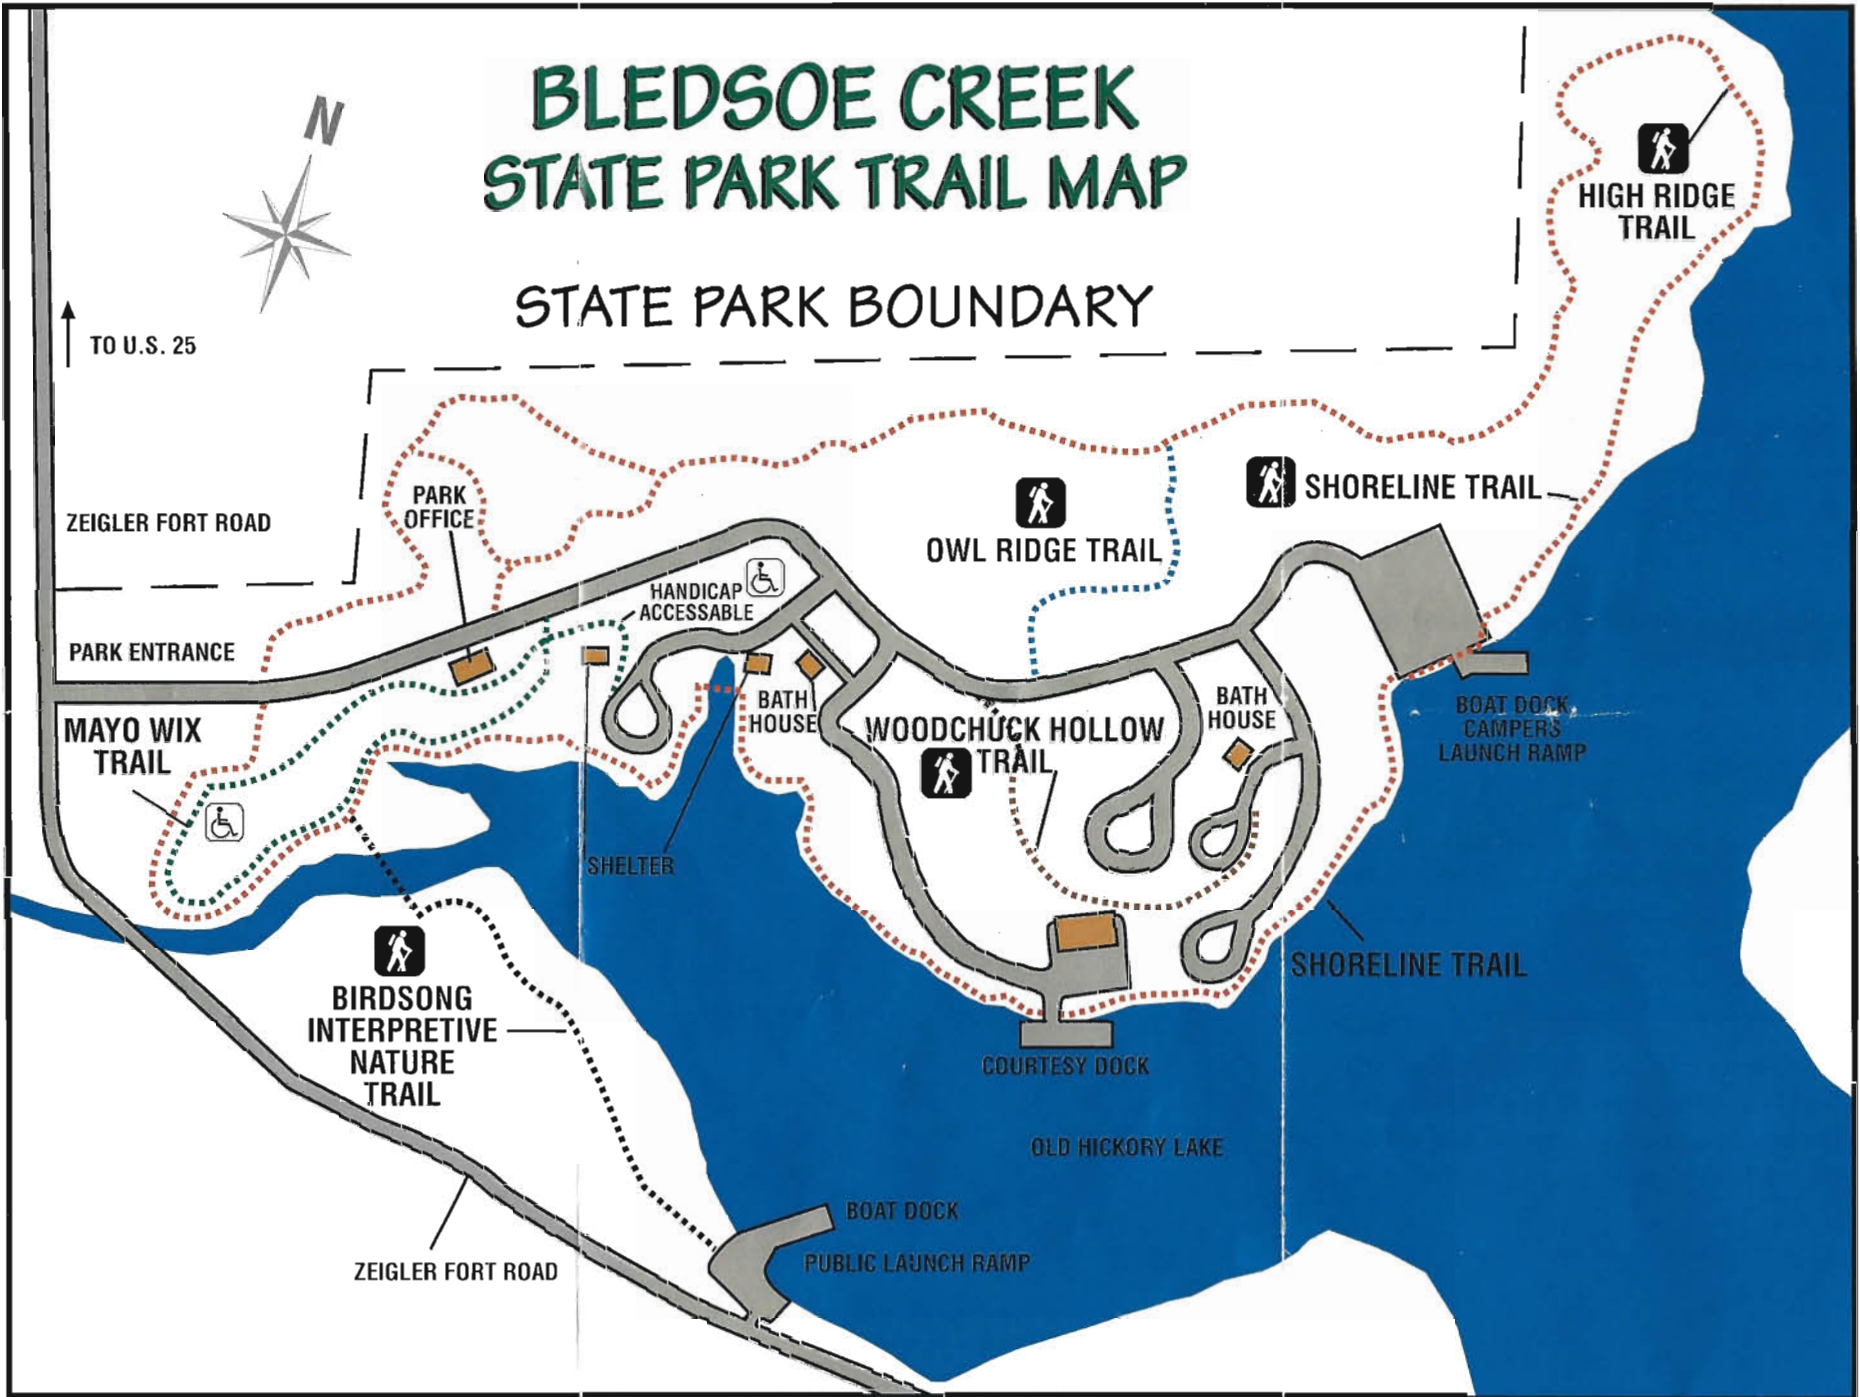 BLEDSOE CREEK
STATE PARK TRAIL MAP
N
STATE PARK BOUNDARY
HIGH RIDGE
TRAIL
TO U.S. 25
PARK
OFFICE
ZEIGLER FORT ROAD
SHORELINE TRAIL
OWL RIDGE TRAIL
HANDICAP
ACCESSABLE
PARK ENTRANCE
MAYO WIX
TRAIL
BATH
HOUSE
WOODCHUCK HOLLOW
TRAIL
BATH
HOUSE
BOAT DOCK
CAMPERS
LAUNCH RAMP
SHELTER
SHORELINE TRAIL
BIRDSONG
INTERPRETIVE
NATURE
TRAIL
COURTESY DOCK
OLD HICKORY LAKE
BOAT DOCK
PUBLIC LAUNCH RAMP
ZEIGLER FORT ROAD